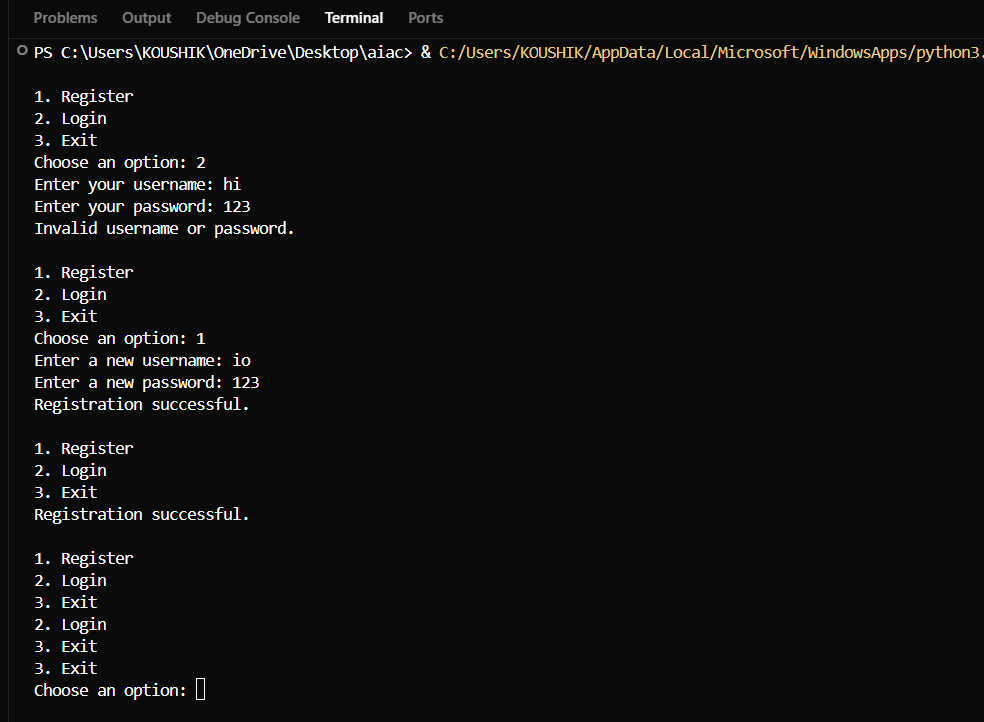 Problems Output Debug Console Terminal Ports
PS C:\Users\KOUSHIK\OneDrive\Desktop\aiac> & C:/Users/KOUSHIK/AppData/Local/Microsoft/WindowsApps/python3.
1. Register
2. Login
3. Exit
Choose an option: 2
Enter your username: hi
Enter your password: 123
Invalid username or password.
1. Register
2. Login
3. Exit
Choose an option: 1
Enter a new username: io
Enter a new password: 123
Registration successful.
1. Register
2. Login
3. Exit
Registration successful.
1. Register
2. Login
3. Exit
2. Login
3. Exit
3. Exit
Choose an option: